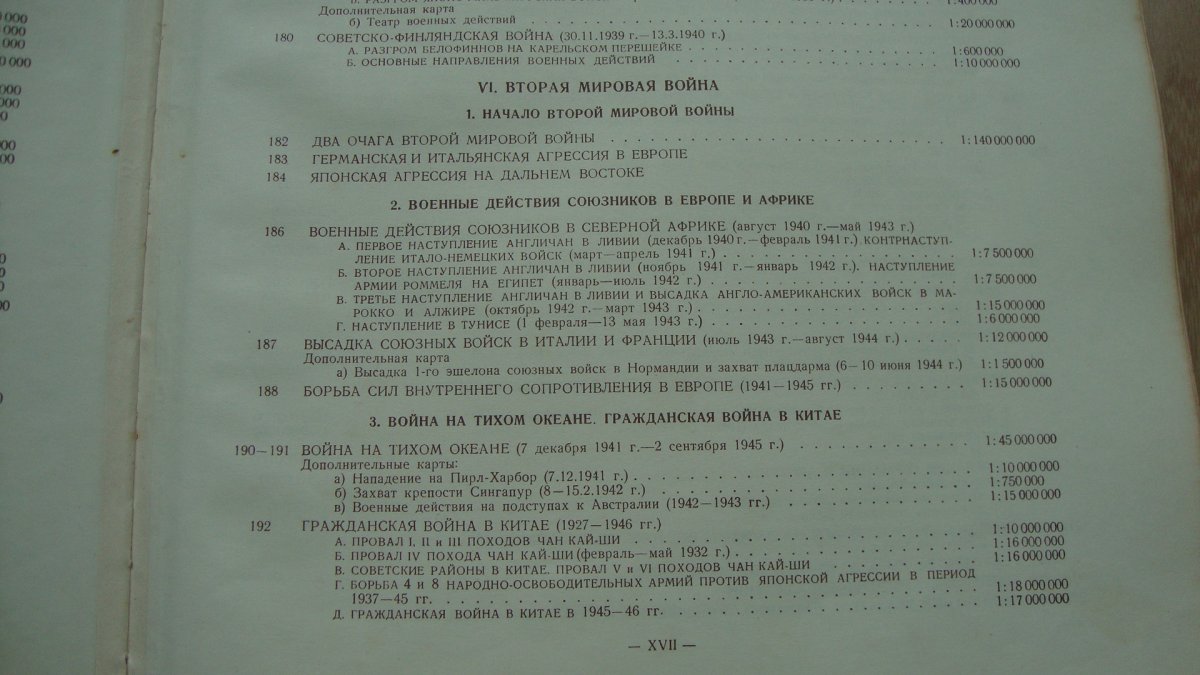 Дополнительная карта 1:400 000
б) Театр военных действий 1:20 000 000
180 СОВЕТСКО-ФИНЛЯНДСКАЯ ВОЙНА (30.11.1939 г.—13.3.1940 г.)
А. РАЗГРОМ БЕЛОФИННОВ НА КАРЕЛЬСКОМ ПЕРЕШЕЙКЕ 1:600 000
Б. ОСНОВНЫЕ НАПРАВЛЕНИЯ ВОЕННЫХ ДЕЙСТВИЙ 1:10 000 000
VI. ВТОРАЯ МИРОВАЯ ВОЙНА
1. НАЧАЛО ВТОРОЙ МИРОВОЙ ВОЙНЫ
182 ДВА ОЧАГА ВТОРОЙ МИРОВОЙ ВОЙНЫ 1:140 000 000
183 ГЕРМАНСКАЯ И ИТАЛЬЯНСКАЯ АГРЕССИЯ В ЕВРОПЕ
184 ЯПОНСКАЯ АГРЕССИЯ НА ДАЛЬНЕМ ВОСТОКЕ
2. ВОЕННЫЕ ДЕЙСТВИЯ СОЮЗНИКОВ В ЕВРОПЕ И АФРИКЕ
186 ВОЕННЫЕ ДЕЙСТВИЯ СОЮЗНИКОВ В СЕВЕРНОЙ АФРИКЕ (август 1940 г.—май 1943 г.)
А. ПЕРВОЕ НАСТУПЛЕНИЕ АНГЛИЧАН В ЛИВИИ (декабрь 1940 г.—февраль 1941 г.) КОНТРНАСТУП-
ЛЕНИЕ ИТАЛО-НЕМЕЦКИХ ВОЙСК (март—апрель 1941 г.) 1:7 500 000
Б. ВТОРОЕ НАСТУПЛЕНИЕ АНГЛИЧАН В ЛИВИИ (ноябрь 1941 г.—январь 1942 г.). НАСТУПЛЕНИЕ
АРМИИ РОММЕЛЯ НА ЕГИПЕТ (январь—июль 1942 г.) 1:7 500 000
В. ТРЕТЬЕ НАСТУПЛЕНИЕ АНГЛИЧАН В ЛИВИИ И ВЫСАДКА АНГЛО-АМЕРИКАНСКИХ ВОЙСК В МА-
РОККО И АЛЖИРЕ (октябрь 1942 г.—март 1943 г.) 1:15 000 000
Г. НАСТУПЛЕНИЕ В ТУНИСЕ (1 февраля—13 мая 1943 г.) 1:6 000 000
187 ВЫСАДКА СОЮЗНЫХ ВОЙСК В ИТАЛИИ И ФРАНЦИИ (июль 1943 г.—август 1944 г.) 1:12 000 000
Дополнительная карта
а) Высадка 1-го эшелона союзных войск в Нормандии и захват плацдарма (6—10 июня 1944 г.) 1:1 500 000
188 БОРЬБА СИЛ ВНУТРЕННЕГО СОПРОТИВЛЕНИЯ В ЕВРОПЕ (1941—1945 гг.) 1:15 000 000
3. ВОЙНА НА ТИХОМ ОКЕАНЕ. ГРАЖДАНСКАЯ ВОЙНА В КИТАЕ
190—191 ВОЙНА НА ТИХОМ ОКЕАНЕ (7 декабря 1941 г.—2 сентября 1945 г.) 1:45 000 000
Дополнительные карты:
а) Нападение на Пирл-Харбор (7.12.1941 г.) 1:10 000 000
б) Захват крепости Сингапур (8—15.2.1942 г.) 1:750 000
в) Военные действия на подступах к Австралии (1942—1943 гг.) 1:15 000 000
192 ГРАЖДАНСКАЯ ВОЙНА В КИТАЕ (1927—1946 гг.)
А. ПРОВАЛ I, II и III ПОХОДОВ ЧАН КАЙ-ШИ 1:10 000 000
Б. ПРОВАЛ IV ПОХОДА ЧАН КАЙ-ШИ (февраль—май 1932 г.) 1:16 000 000
В. СОВЕТСКИЕ РАЙОНЫ В КИТАЕ. ПРОВАЛ V и VI ПОХОДОВ ЧАН КАЙ-ШИ 1:16 000 000
Г. БОРЬБА 4 и 8 НАРОДНО-ОСВОБОДИТЕЛЬНЫХ АРМИЙ ПРОТИВ ЯПОНСКОЙ АГРЕССИИ В ПЕРИОД
1937—45 гг. 1:18 000 000
Д. ГРАЖДАНСКАЯ ВОЙНА В КИТАЕ В 1945—46 гг. 1:17 000 000
— XVII —